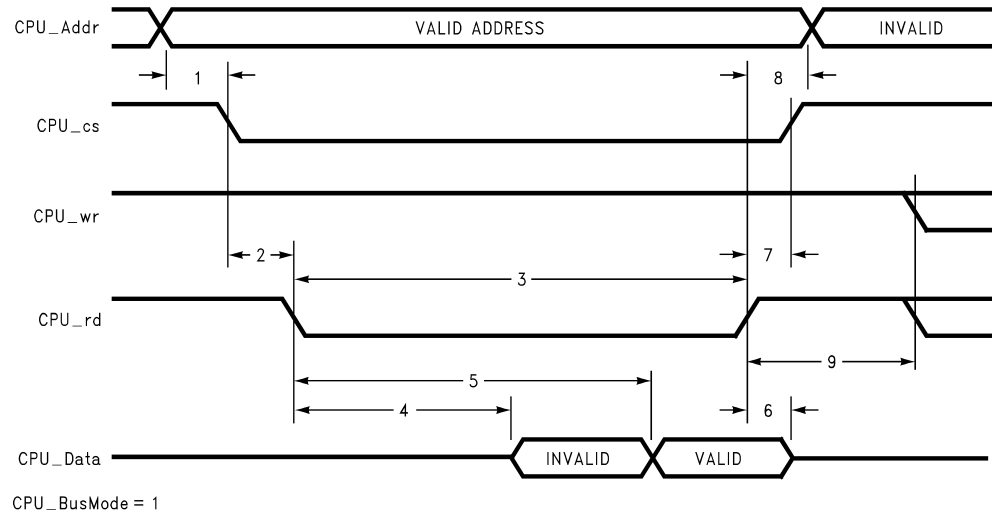 CPU_Addr VALID ADDRESS INVALID
1 8
CPU_cs
CPU_wr
2 7
3
CPU_rd
9
5
4 6
CPU_Data INVALID VALID
CPU_BusMode = 1